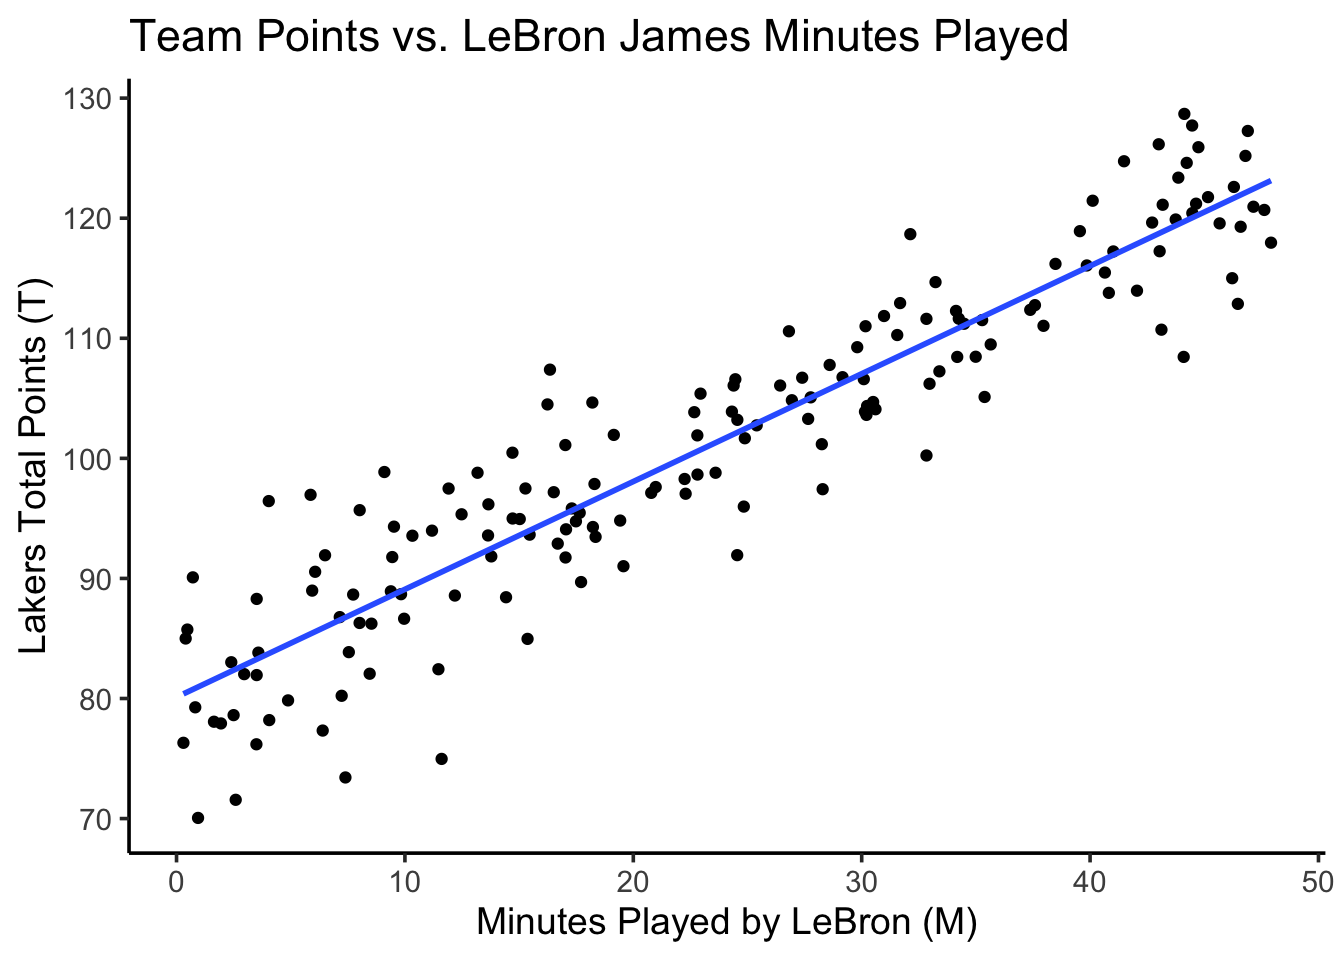 Team Points vs. LeBron James Minutes Played
130
120
110
100
90
80
70
Lakers Total Points (T)
0 10 20 30 40 50
Minutes Played by LeBron (M)